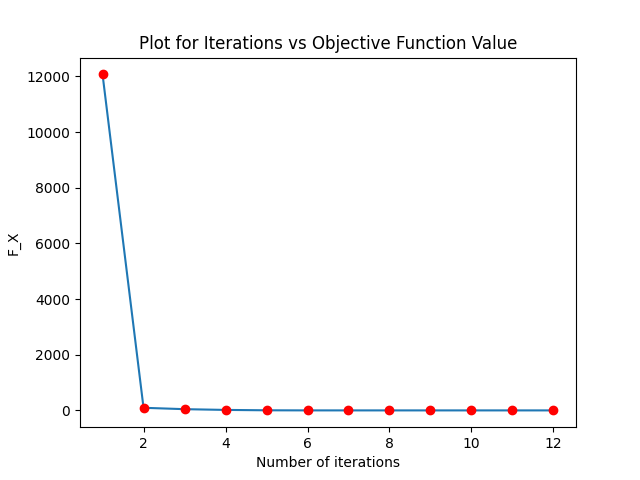 Plot for Iterations vs Objective Function Value
12000
10000
8000
6000
4000
2000
0
F_X
2 4 6 8 10 12
Number of iterations